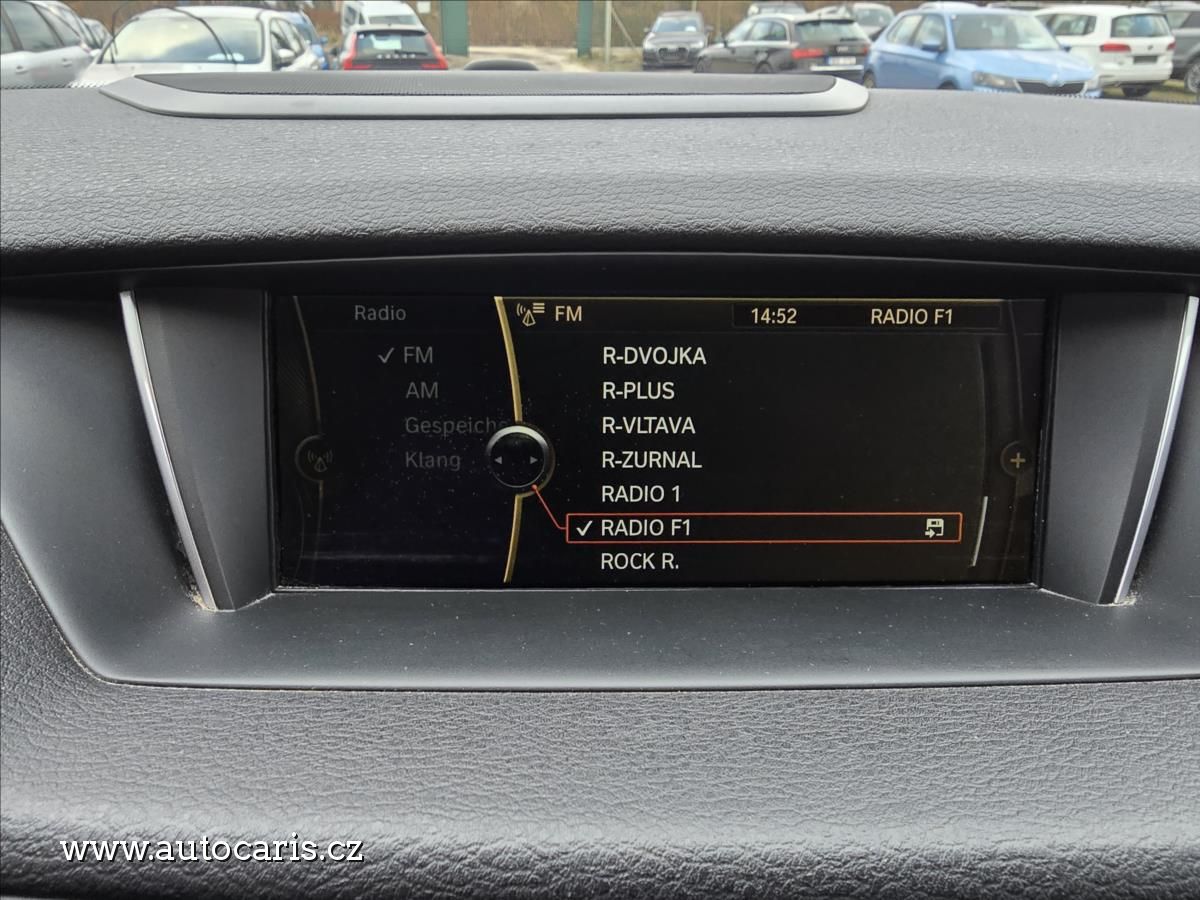 Radio
FM
AM
Gespeich
Klang
FM 14:52 RADIO F1
R-DVOJKA
R-PLUS
R-VLTAVA
R-ZURNAL
RADIO 1
RADIO F1
ROCK R.
www.autocaris.cz